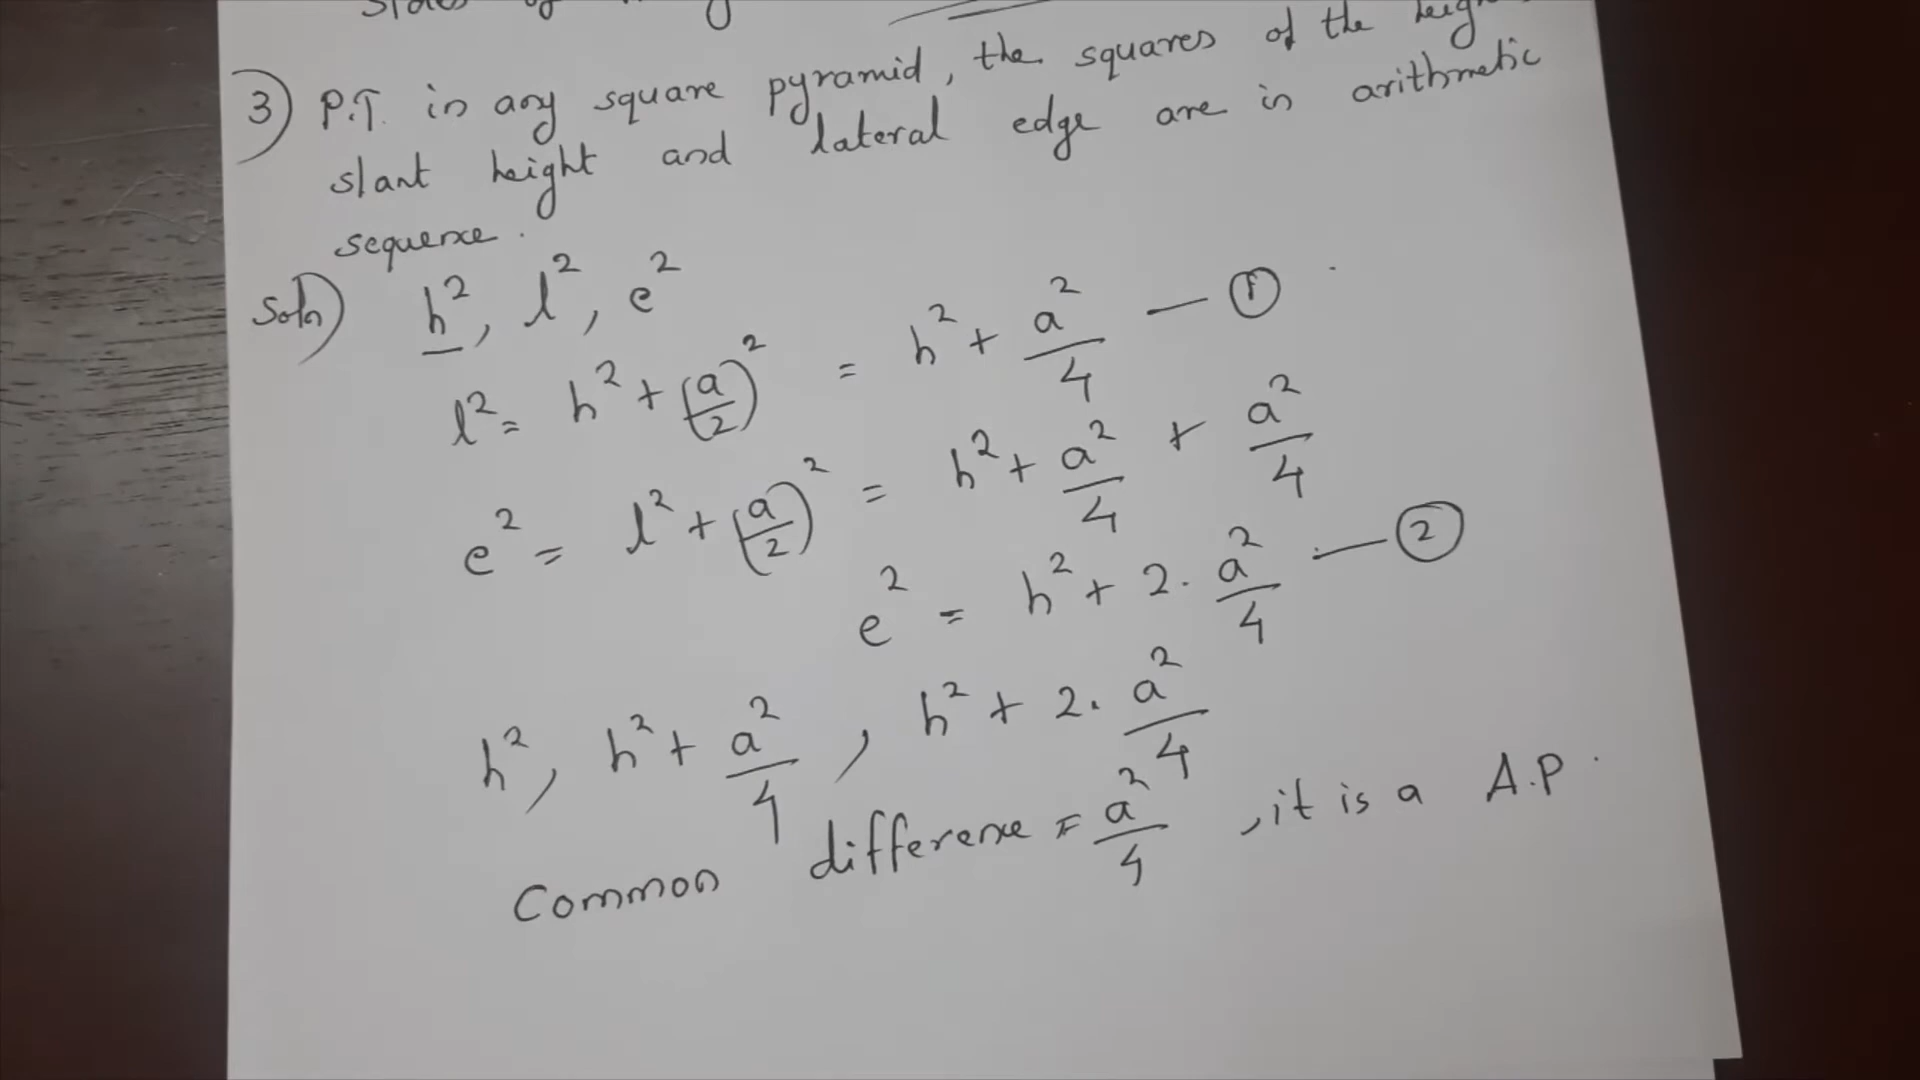 3) P.T. in any square pyramid, the squares of the
slant height and lateral edge are in arithmetic
sequence.
Soln) h², l², e²
l² = h² + (a/2)² = h² + a²/4 — ①
e² = l² + (a/2)² = h² + a²/4 + a²/4
e² = h² + 2. a²/4 — ②
h², h² + a²/4, h² + 2. a²/4
Common difference = a²/4, it is a A.P.